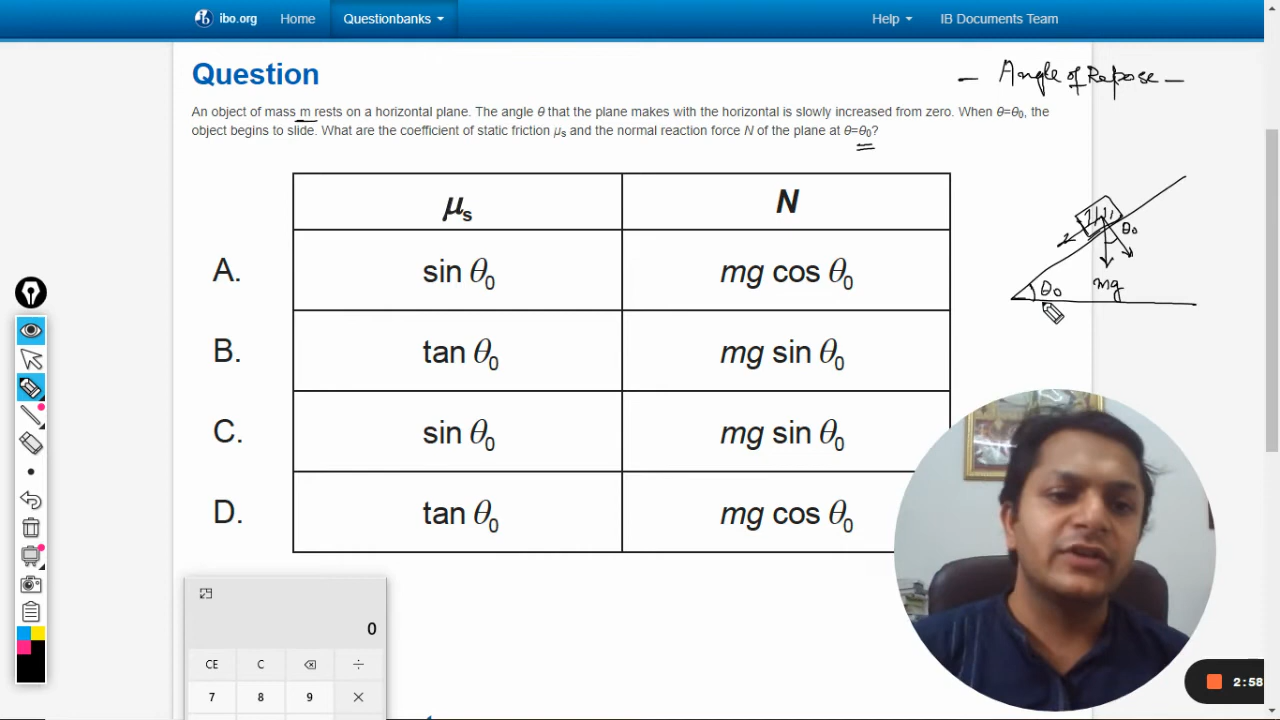 ibo.org Home Questionbanks Help IB Documents Team
Question
— Angle of Repose —
An object of mass m rests on a horizontal plane. The angle θ that the plane makes with the horizontal is slowly increased from zero. When θ=θ₀, the
object begins to slide. What are the coefficient of static friction μs and the normal reaction force N of the plane at θ=θ₀?
μs N
A. sin θ₀ mg cos θ₀
B. tan θ₀ mg sin θ₀
C. sin θ₀ mg sin θ₀
D. tan θ₀ mg cos θ₀
θ₀
θ₀ mg
0
CE C ÷
7 8 9 ×
2:58